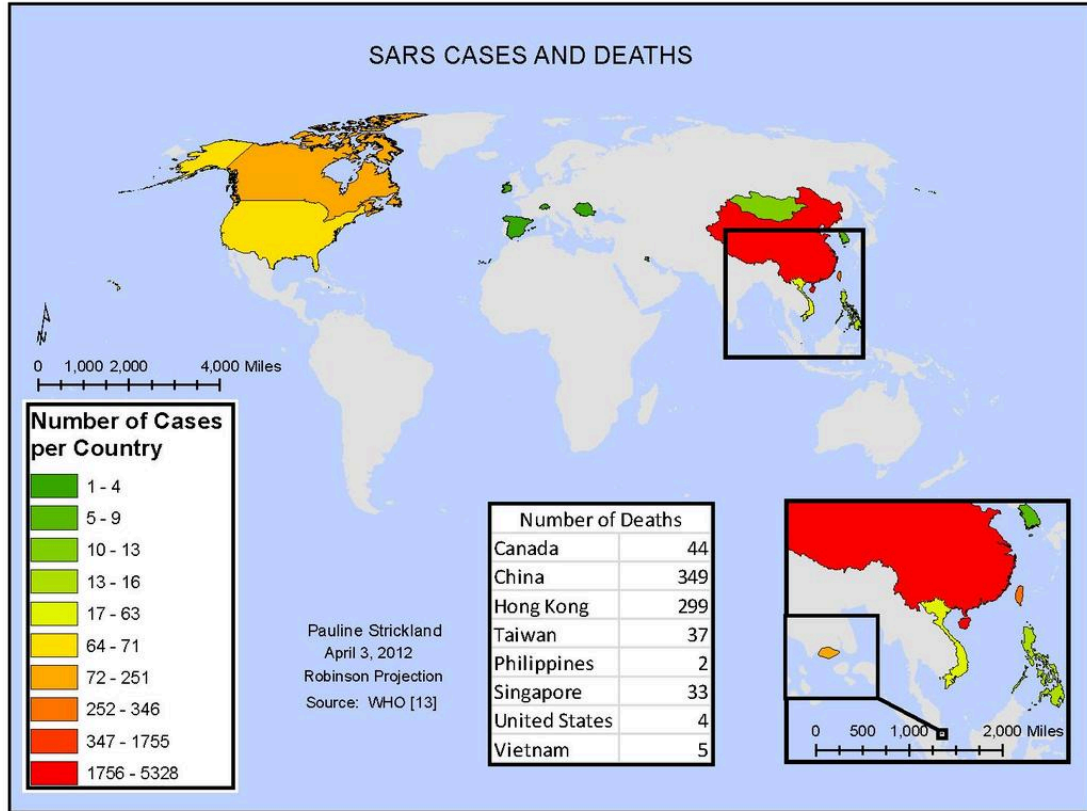 SARS CASES AND DEATHS
N
0 1,000 2,000 4,000 Miles
Number of Cases
per Country
1 - 4
5 - 9
10 - 13
13 - 16
17 - 63
64 - 71
72 - 251
252 - 346
347 - 1755
1756 - 5328
Pauline Strickland
April 3, 2012
Robinson Projection
Source: WHO [13]
Number of Deaths
Canada 44
China 349
Hong Kong 299
Taiwan 37
Philippines 2
Singapore 33
United States 4
Vietnam 5
0 500 1,000 2,000 Miles